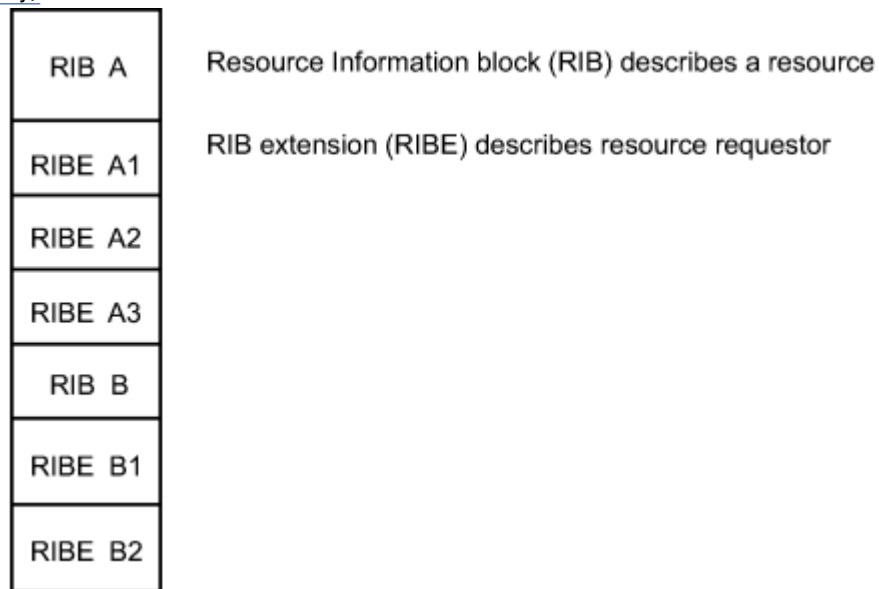 RIB A
Resource Information block (RIB) describes a resource
RIBE A1
RIB extension (RIBE) describes resource requestor
RIBE A2
RIBE A3
RIB B
RIBE B1
RIBE B2